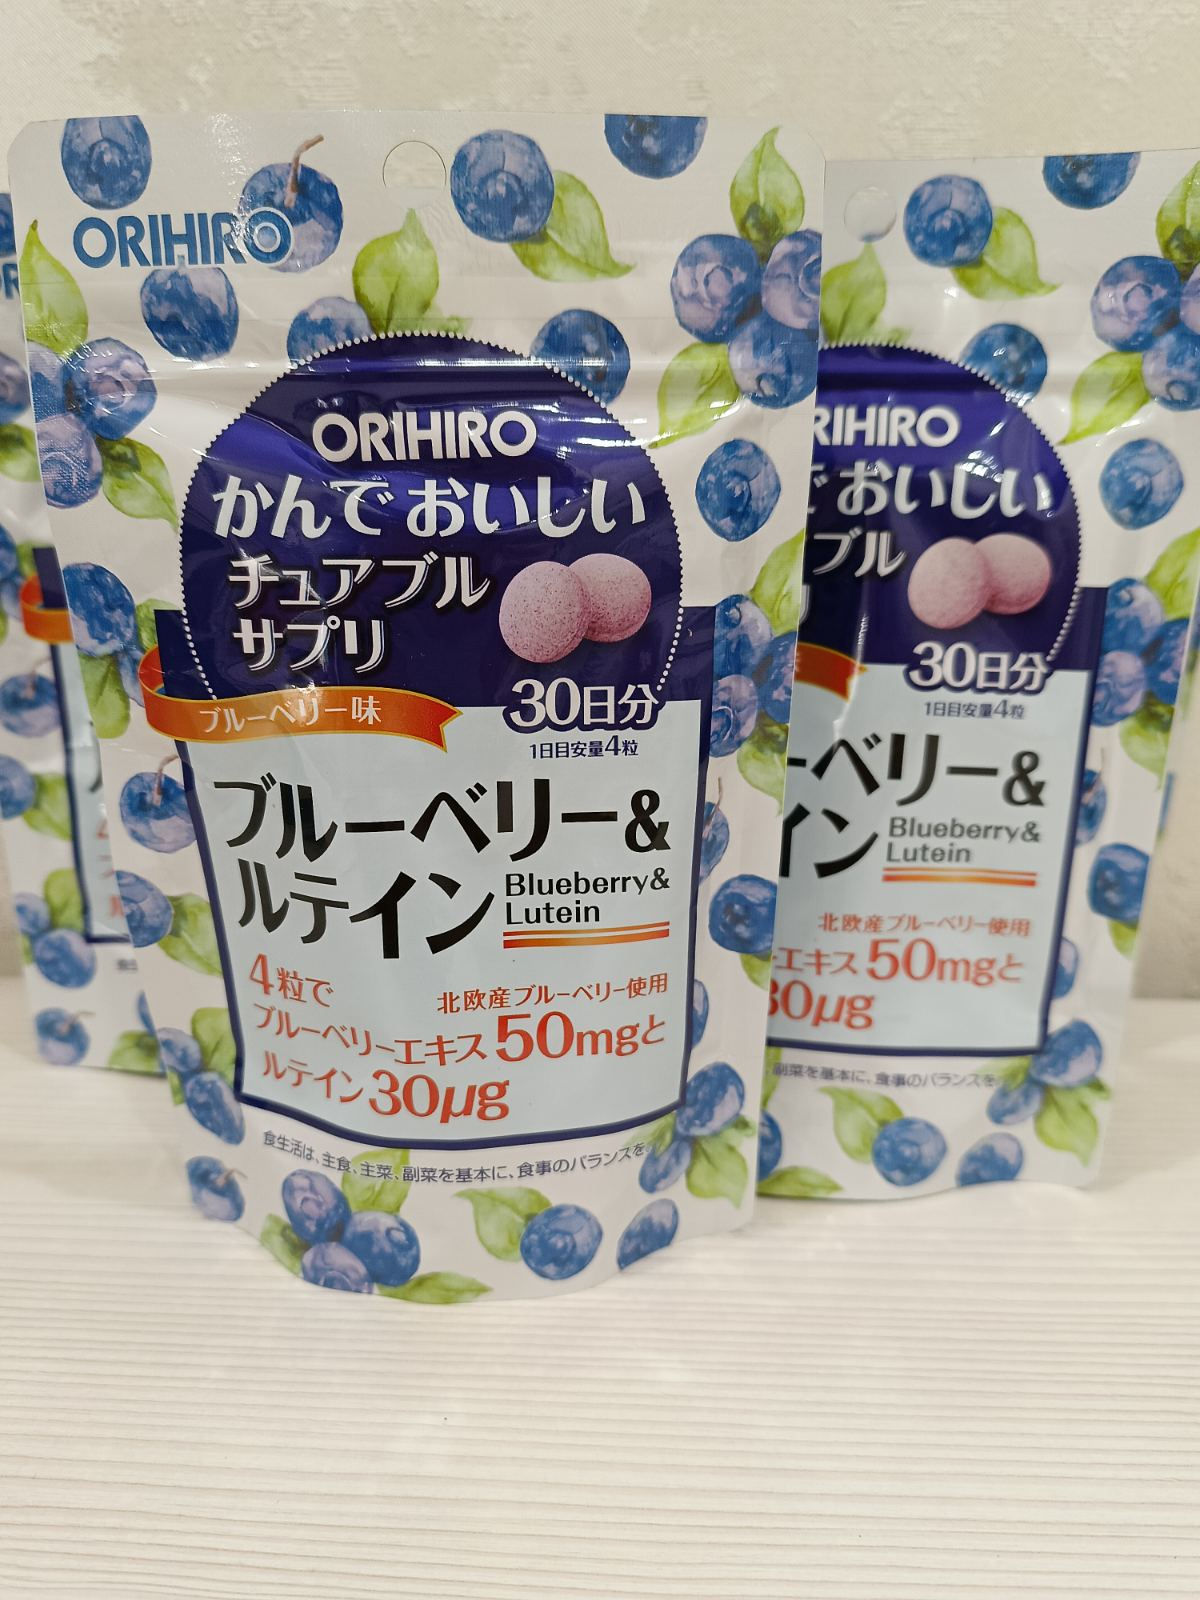 ORIHIRO
ORIHIRO
かんで おいしい
チュアブル
サプリ
ブルーベリー味
30日分
1日目安量4粒
ブルーベリー&
ルテイン
Blueberry&
Lutein
4粒で
北欧産ブルーベリー使用
ブルーベリーエキス50mgと
ルテイン30μg
食生活は、主食、主菜、副菜を基本に、食事のバランスを。
RIHIRO
で おいしい
ブル
リ
30日分
1日目安量4粒
ーベリー&
イン
Blueberry&
Lutein
北欧産ブルーベリー使用
ーエキス50mgと
30μg
副菜を基本に、食事のバランスを。